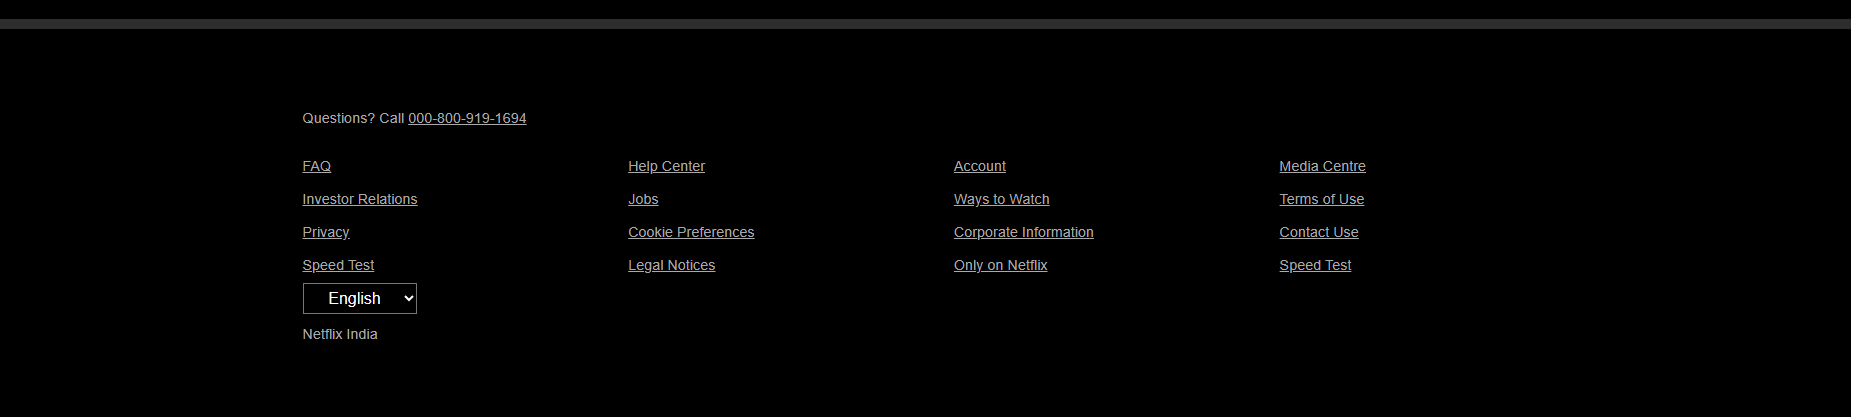 Questions? Call 000-800-919-1694
FAQ Help Center Account Media Centre
Investor Relations Jobs Ways to Watch Terms of Use
Privacy Cookie Preferences Corporate Information Contact Use
Speed Test Legal Notices Only on Netflix Speed Test
English
Netflix India